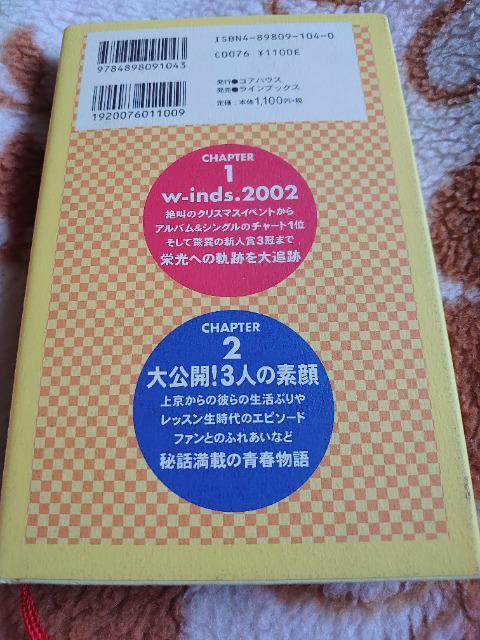 ISBN4-89809-104-0
C0076 ¥1100E
9784898091043
発行●コアハウス
発売●ラインブックス
定価：本体1,100円+税
1920076011009
CHAPTER
1
w-inds.2002
絶叫のクリスマスイベントから
アルバム&シングルのチャート1位
そして驚異の新人賞3冠まで
栄光への軌跡を大追跡
CHAPTER
2
大公開!3人の素顔
上京からの彼らの生活ぶりや
レッスン生時代のエピソード
ファンとのふれあいなど
秘話満載の青春物語